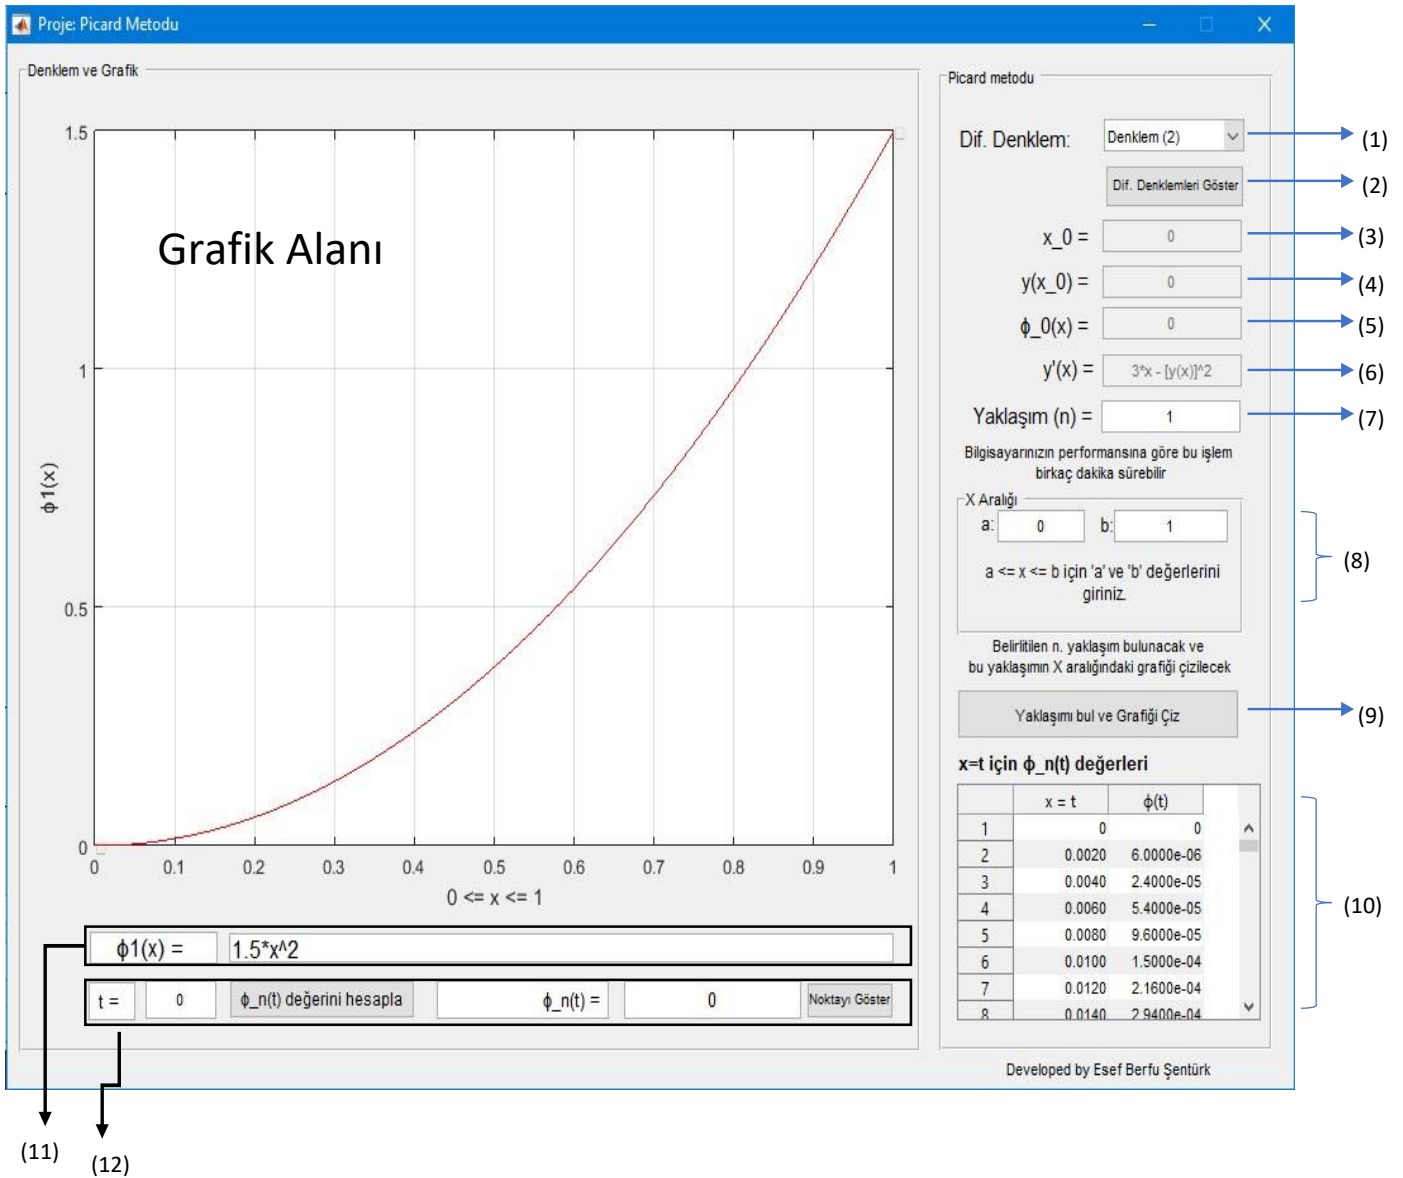 Proje: Picard Metodu
Denklem ve Grafik
Grafik Alanı
1.5
1
0.5
0
ϕ1(x)
0 0.1 0.2 0.3 0.4 0.5 0.6 0.7 0.8 0.9 1
0 <= x <= 1
ϕ1(x) = 1.5*x^2
t = 0 ϕ_n(t) değerini hesapla ϕ_n(t) = 0 Noktayı Göster
(11)
(12)
Picard metodu
Dif. Denklem: Denklem (2) (1)
Dif. Denklemleri Göster (2)
x_0 = 0 (3)
y(x_0) = 0 (4)
ϕ_0(x) = 0 (5)
y'(x) = 3*x - [y(x)]^2 (6)
Yaklaşım (n) = 1 (7)
Bilgisayarınızın performansına göre bu işlem
birkaç dakika sürebilir
X Aralığı
a: 0 b: 1
a <= x <= b için 'a' ve 'b' değerlerini
giriniz.
(8)
Belirlitilen n. yaklaşım bulunacak ve
bu yaklaşımın X aralığındaki grafiği çizilecek
Yaklaşımı bul ve Grafiği Çiz (9)
x=t için ϕ_n(t) değerleri
x = t ϕ(t)
1 0 0
2 0.0020 6.0000e-06
3 0.0040 2.4000e-05
4 0.0060 5.4000e-05
5 0.0080 9.6000e-05
6 0.0100 1.5000e-04
7 0.0120 2.1600e-04
8 0.0140 2.9400e-04
(10)
Developed by Esef Berfu Şentürk